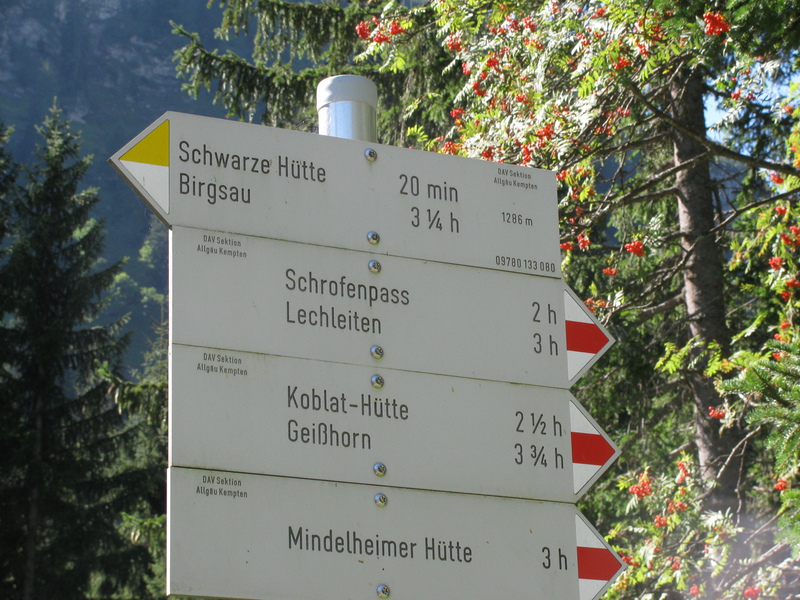 Schwarze Hütte 20 min
Birgsau 3 ¼ h
DAV Sektion
Allgäu Kempten
1286 m
09780 133 080
DAV Sektion
Allgäu Kempten
Schrofenpass 2 h
Lechleiten 3 h
DAV Sektion
Allgäu Kempten
Koblat-Hütte 2 ½ h
Geißhorn 3 ¾ h
DAV Sektion
Allgäu Kempten
Mindelheimer Hütte 3 h